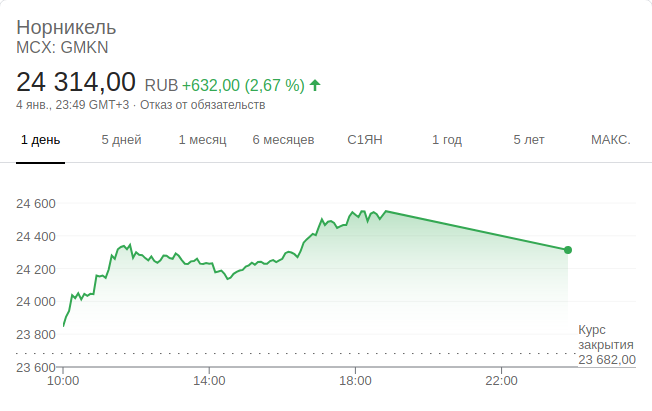 Норникель
MCX: GMKN
24 314,00 RUB +632,00 (2,67 %)
4 янв., 23:49 GMT+3 · Отказ от обязательств
1 день 5 дней 1 месяц 6 месяцев С1ЯН 1 год 5 лет МАКС.
24 600
24 400
24 200
24 000
23 800
23 600
Курс
закрытия
23 682,00
10:00 14:00 18:00 22:00